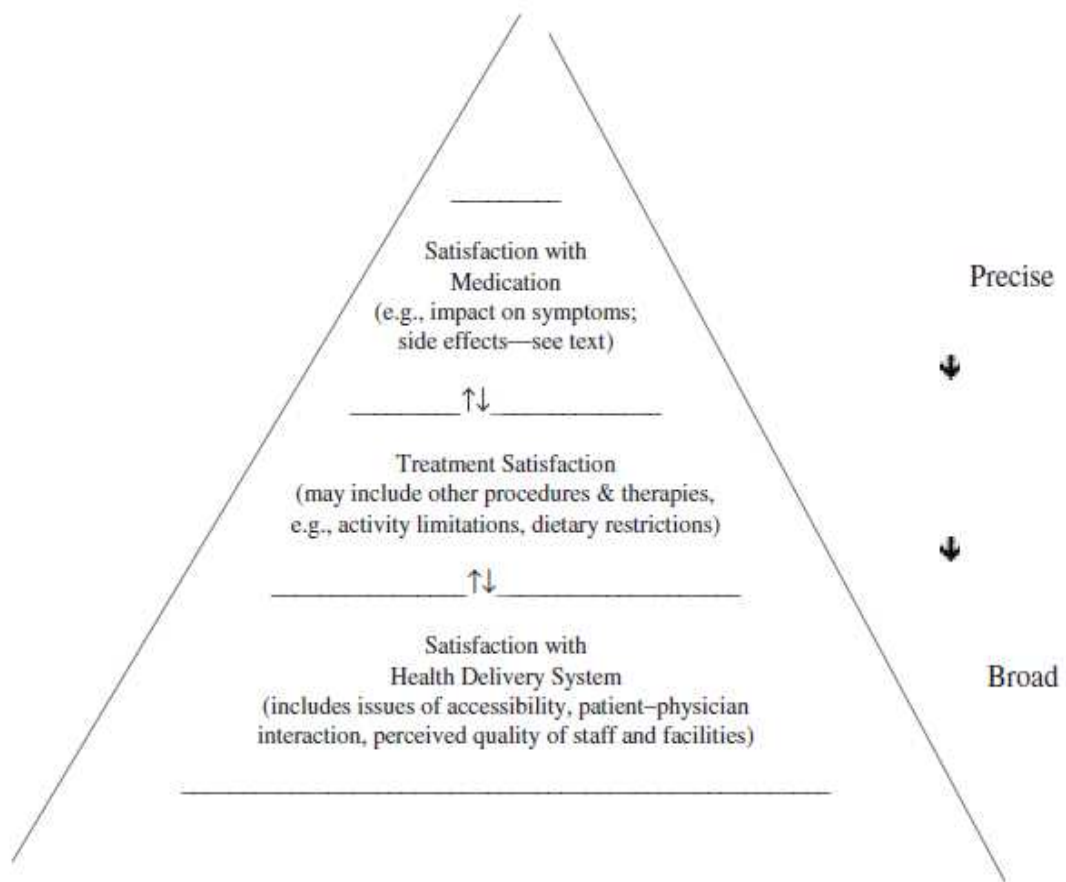 Satisfaction with
Medication
(e.g., impact on symptoms;
side effects—see text)
Precise
↑↓
Treatment Satisfaction
(may include other procedures & therapies,
e.g., activity limitations, dietary restrictions)
↑↓
Satisfaction with
Health Delivery System
(includes issues of accessibility, patient–physician
interaction, perceived quality of staff and facilities)
Broad